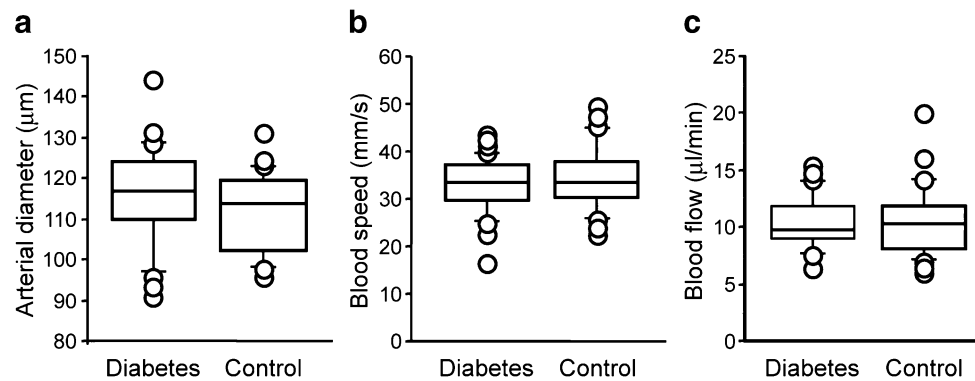 a
Arterial diameter (μm)
150
140
130
120
110
100
90
80
Diabetes Control
b
Blood speed (mm/s)
60
50
40
30
20
10
0
Diabetes Control
c
Blood flow (μl/min)
25
20
15
10
5
0
Diabetes Control